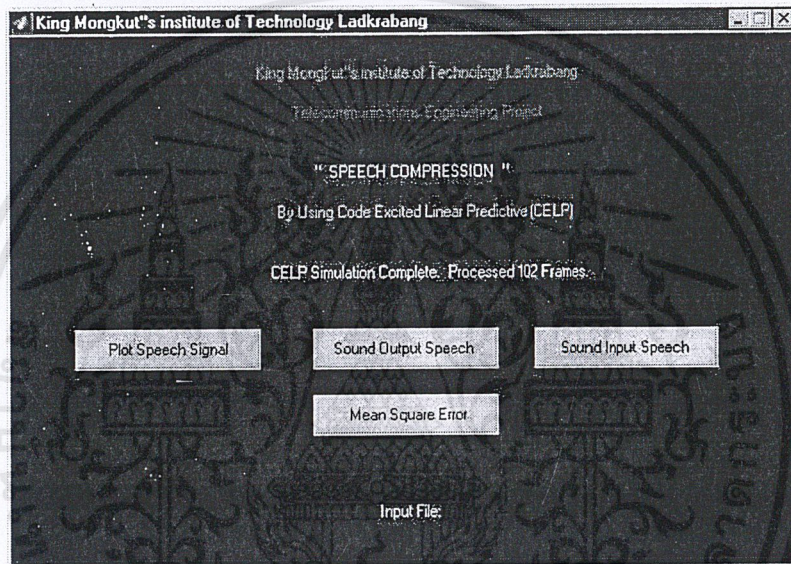 King Mongkut"s institute of Technology Ladkrabang
King Mongkut"s institute of Technology Ladkrabang
Telecommunications Engineering Project
" SPEECH COMPRESSION "
By Using Code Excited Linear Predictive (CELP)
CELP Simulation Complete. Processed 102 Frames.
Plot Speech Signal
Sound Output Speech
Sound Input Speech
Mean Square Error
Input File: